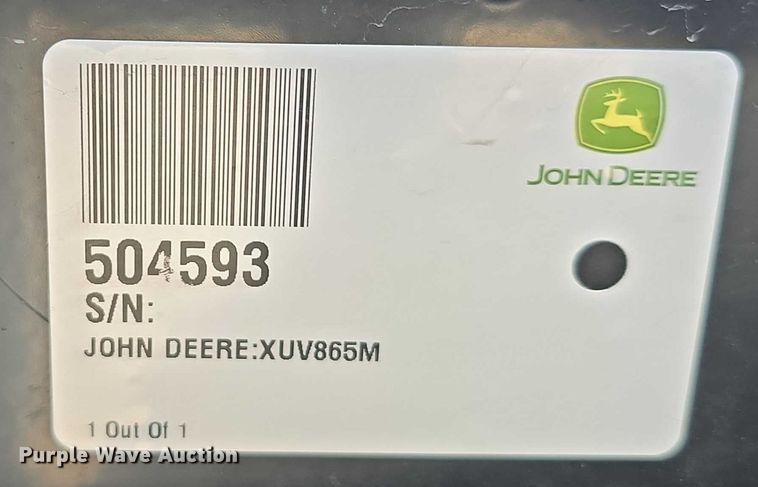 JOHN DEERE
504593
S/N:
JOHN DEERE:XUV865M
1 Out Of 1
Purple Wave Auction